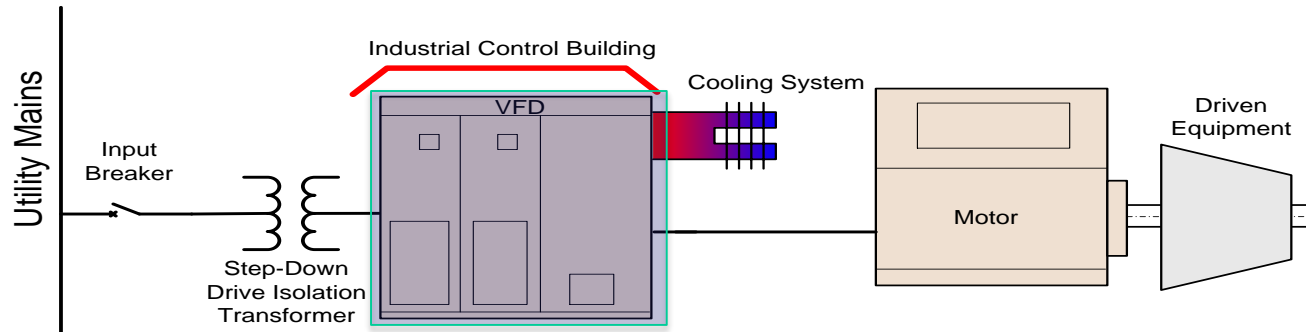 Utility Mains
Input
Breaker
Step-Down
Drive Isolation
Transformer
Industrial Control Building
VFD
Cooling System
Motor
Driven
Equipment